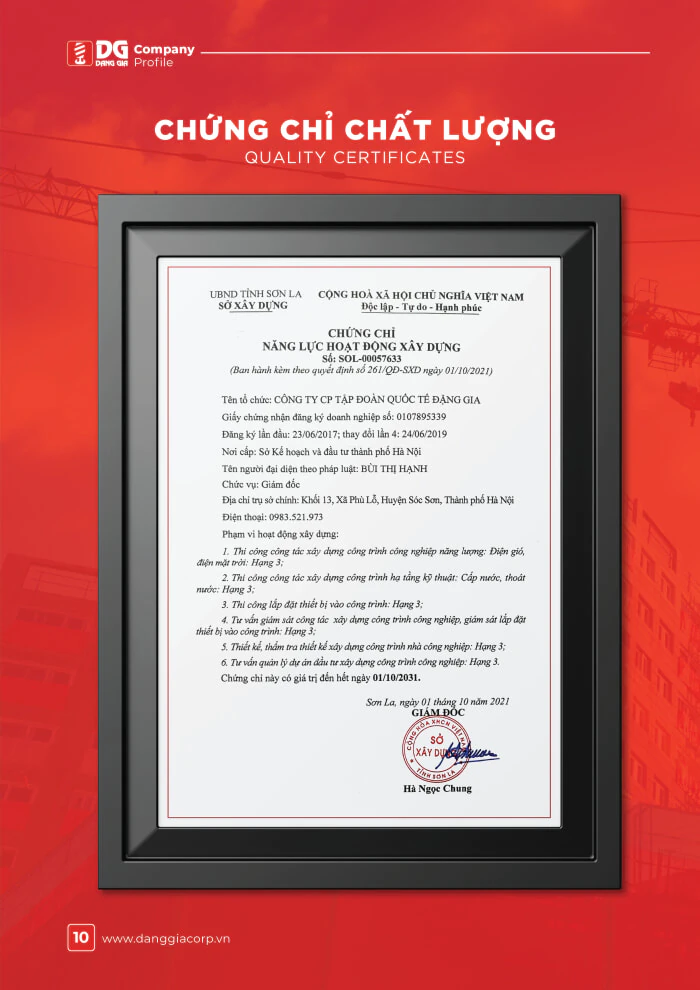 DG
DANG GIA
Company
Profile
CHỨNG CHỈ CHẤT LƯỢNG
QUALITY CERTIFICATES
UBND TỈNH SƠN LA
SỞ XÂY DỰNG
CỘNG HOÀ XÃ HỘI CHỦ NGHĨA VIỆT NAM
Độc lập - Tự do - Hạnh phúc
CHỨNG CHỈ
NĂNG LỰC HOẠT ĐỘNG XÂY DỰNG
Số: SOL-00057633
(Ban hành kèm theo quyết định số 261/QĐ-SXD ngày 01/10/2021)
Tên tổ chức: CÔNG TY CP TẬP ĐOÀN QUỐC TẾ ĐẶNG GIA
Giấy chứng nhận đăng ký doanh nghiệp số: 0107895339
Đăng ký lần đầu: 23/06/2017; thay đổi lần 4: 24/06/2019
Nơi cấp: Sở Kế hoạch và đầu tư thành phố Hà Nội
Tên người đại diện theo pháp luật: BÙI THỊ HẠNH
Chức vụ: Giám đốc
Địa chỉ trụ sở chính: Khối 13, Xã Phù Lỗ, Huyện Sóc Sơn, Thành phố Hà Nội
Điện thoại: 0983.521.973
Phạm vi hoạt động xây dựng:
1. Thi công công tác xây dựng công trình công nghiệp năng lượng: Điện gió,
điện mặt trời: Hạng 3;
2. Thi công công tác xây dựng công trình hạ tầng kỹ thuật: Cấp nước, thoát
nước: Hạng 3;
3. Thi công lắp đặt thiết bị vào công trình: Hạng 3;
4. Tư vấn giám sát công tác xây dựng công trình công nghiệp, giám sát lắp đặt
thiết bị vào công trình: Hạng 3;
5. Thiết kế, thẩm tra thiết kế xây dựng công trình nhà công nghiệp: Hạng 3;
6. Tư vấn quản lý dự án đầu tư xây dựng công trình công nghiệp: Hạng 3.
Chứng chỉ này có giá trị đến hết ngày 01/10/2031.
Sơn La, ngày 01 tháng 10 năm 2021
GIÁM ĐỐC
CỘNG HÒA XHCN VIỆT NAM
SỞ
XÂY DỰNG
TỈNH SƠN LA
Hà Ngọc Chung
10
www.danggiacorp.vn